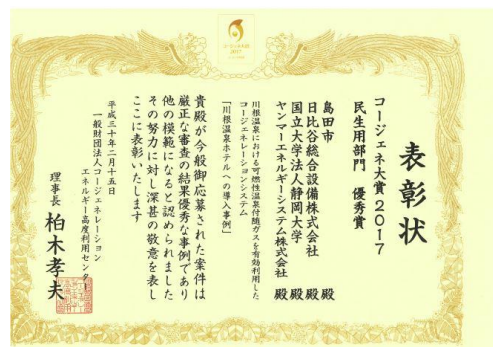 コージェネ大賞
2017
表彰状
コージェネ大賞2017
民生用部門 優秀賞
島田市 殿
日比谷総合設備株式会社 殿
国立大学法人静岡大学 殿
ヤンマーエネルギーシステム株式会社 殿
川根温泉における可燃性温泉付随ガスを有効利用した
コージェネレーションシステム
「川根温泉ホテルへの導入事例」
貴殿が今般御応募された案件は
厳正な審査の結果優秀な事例であり
他の模範になると認められました
その努力に対し深甚の敬意を表し
ここに表彰いたします
平成三十年二月十五日
一般財団法人コージェネレーション
エネルギー高度利用センター
理事長 柏木孝夫